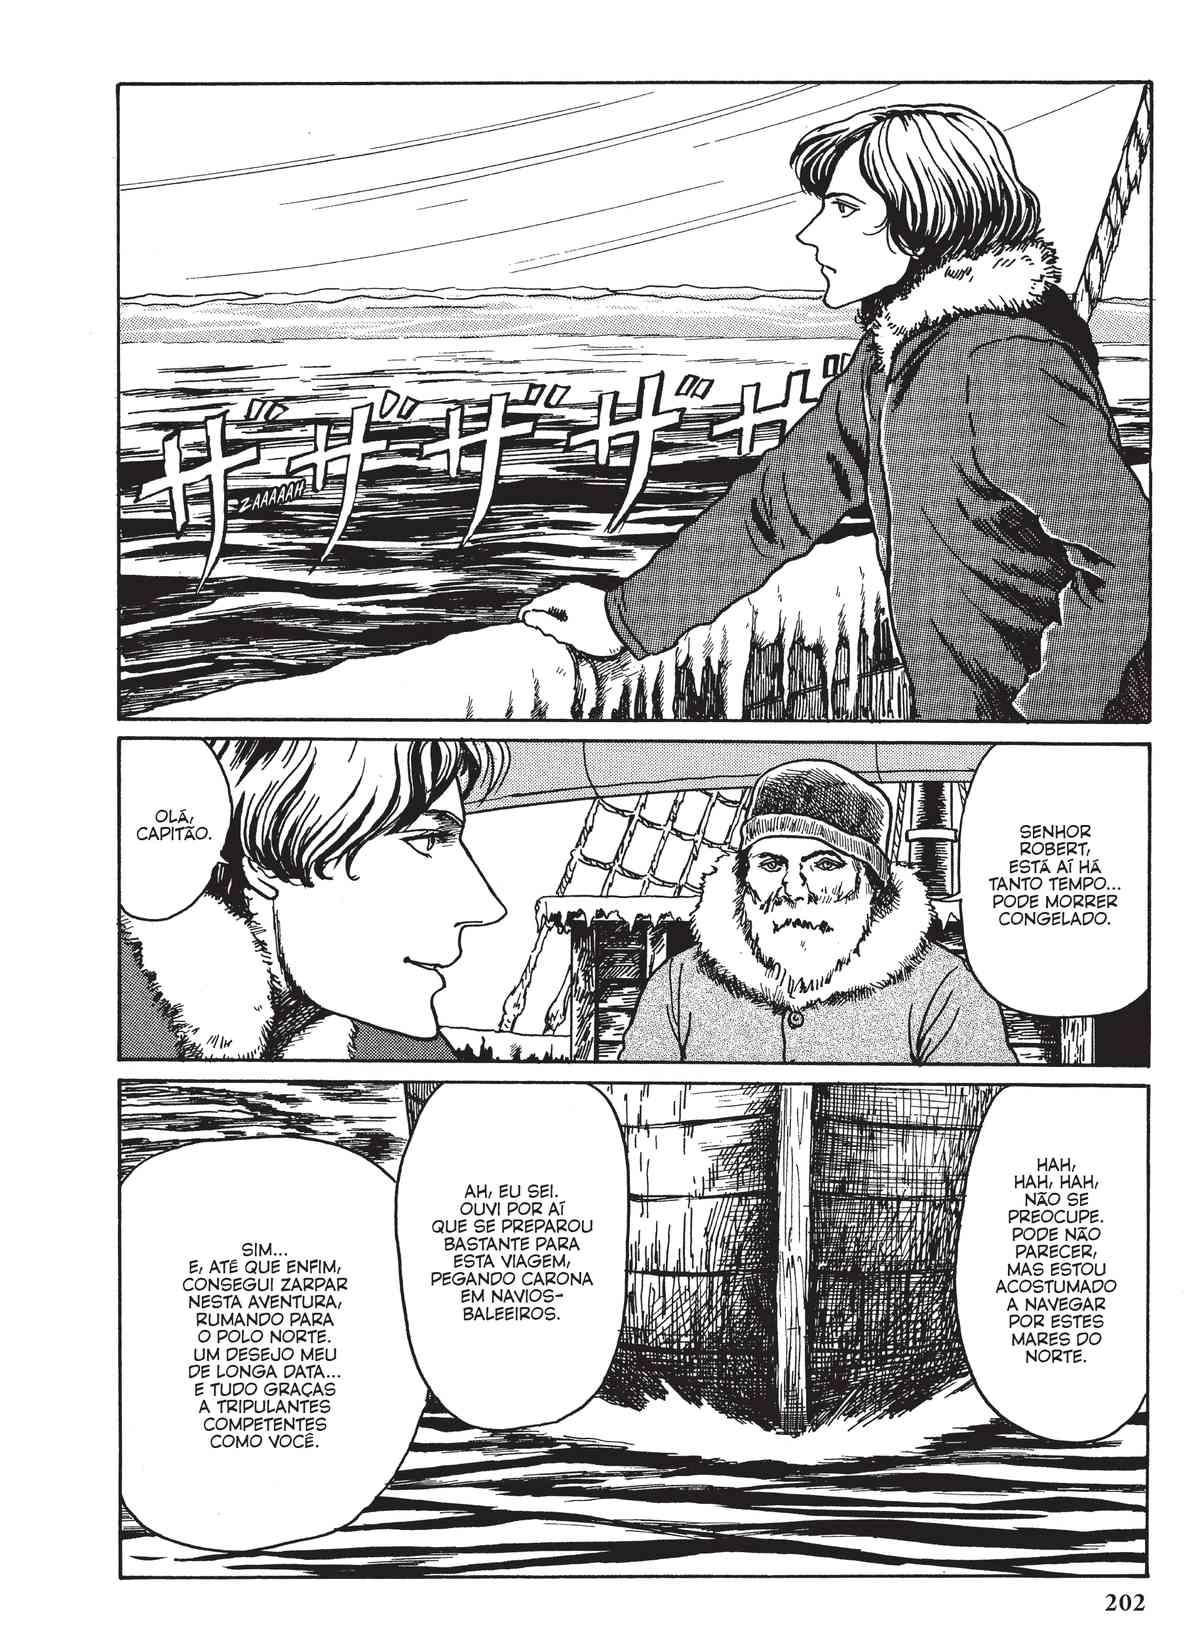 ザザザザザ
ZAAAAAH
SENHOR
ROBERT,
ESTÁ AÍ HÁ
TANTO TEMPO...
PODE MORRER
CONGELADO.
OLÁ,
CAPITÃO.
HAH,
HAH, HAH,
NÃO SE
PREOCUPE.
PODE NÃO
PARECER,
MAS ESTOU
ACOSTUMADO
A NAVEGAR
POR ESTES
MARES DO
NORTE.
AH, EU SEI.
OUVI POR AÍ
QUE SE PREPAROU
BASTANTE PARA
ESTA VIAGEM,
PEGANDO CARONA
EM NAVIOS-
BALEEIROS.
SIM...
E, ATÉ QUE ENFIM,
CONSEGUI ZARPAR
NESTA AVENTURA,
RUMANDO PARA
O POLO NORTE.
UM DESEJO MEU
DE LONGA DATA...
E TUDO GRAÇAS
A TRIPULANTES
COMPETENTES
COMO VOCÊ.
202